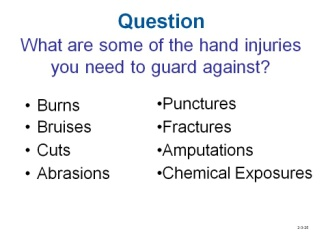 Question
What are some of the hand injuries
you need to guard against?
• Burns
• Bruises
• Cuts
• Abrasions
•Punctures
•Fractures
•Amputations
•Chemical Exposures